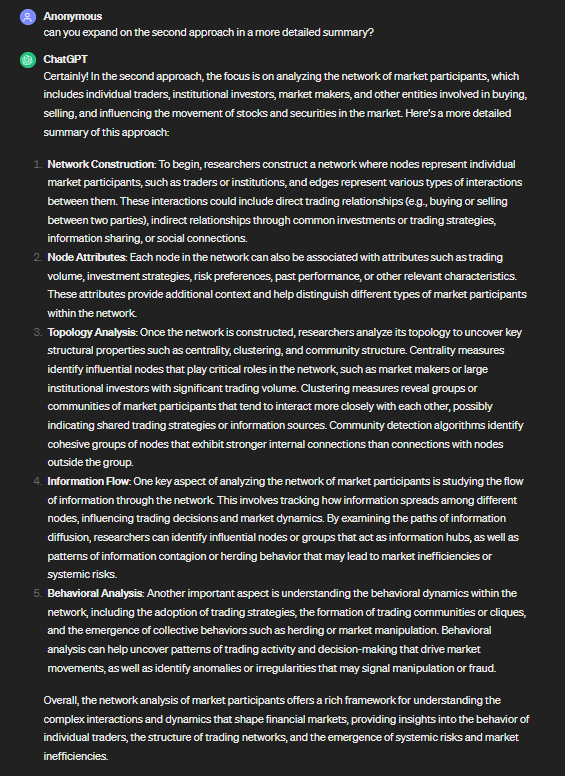 Anonymous
can you expand on the second approach in a more detailed summary?
ChatGPT
Certainly! In the second approach, the focus is on analyzing the network of market participants, which
includes individual traders, institutional investors, market makers, and other entities involved in buying,
selling, and influencing the movement of stocks and securities in the market. Here's a more detailed
summary of this approach:
1. Network Construction: To begin, researchers construct a network where nodes represent individual
market participants, such as traders or institutions, and edges represent various types of interactions
between them. These interactions could include direct trading relationships (e.g., buying or selling
between two parties), indirect relationships through common investments or trading strategies,
information sharing, or social connections.
2. Node Attributes: Each node in the network can also be associated with attributes such as trading
volume, investment strategies, risk preferences, past performance, or other relevant characteristics.
These attributes provide additional context and help distinguish different types of market participants
within the network.
3. Topology Analysis: Once the network is constructed, researchers analyze its topology to uncover key
structural properties such as centrality, clustering, and community structure. Centrality measures
identify influential nodes that play critical roles in the network, such as market makers or large
institutional investors with significant trading volume. Clustering measures reveal groups or
communities of market participants that tend to interact more closely with each other, possibly
indicating shared trading strategies or information sources. Community detection algorithms identify
cohesive groups of nodes that exhibit stronger internal connections than connections with nodes
outside the group.
4. Information Flow: One key aspect of analyzing the network of market participants is studying the flow
of information through the network. This involves tracking how information spreads among different
nodes, influencing trading decisions and market dynamics. By examining the paths of information
diffusion, researchers can identify influential nodes or groups that act as information hubs, as well as
patterns of information contagion or herding behavior that may lead to market inefficiencies or
systemic risks.
5. Behavioral Analysis: Another important aspect is understanding the behavioral dynamics within the
network, including the adoption of trading strategies, the formation of trading communities or cliques,
and the emergence of collective behaviors such as herding or market manipulation. Behavioral
analysis can help uncover patterns of trading activity and decision-making that drive market
movements, as well as identify anomalies or irregularities that may signal manipulation or fraud.
Overall, the network analysis of market participants offers a rich framework for understanding the
complex interactions and dynamics that shape financial markets, providing insights into the behavior of
individual traders, the structure of trading networks, and the emergence of systemic risks and market
inefficiencies.